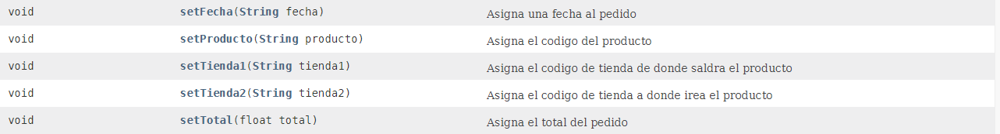 void setFecha(String fecha) Asigna una fecha al pedido
void setProducto(String producto) Asigna el codigo del producto
void setTienda1(String tienda1) Asigna el codigo de tienda de donde saldra el producto
void setTienda2(String tienda2) Asigna el codigo de tienda a donde irea el producto
void setTotal(float total) Asigna el total del pedido